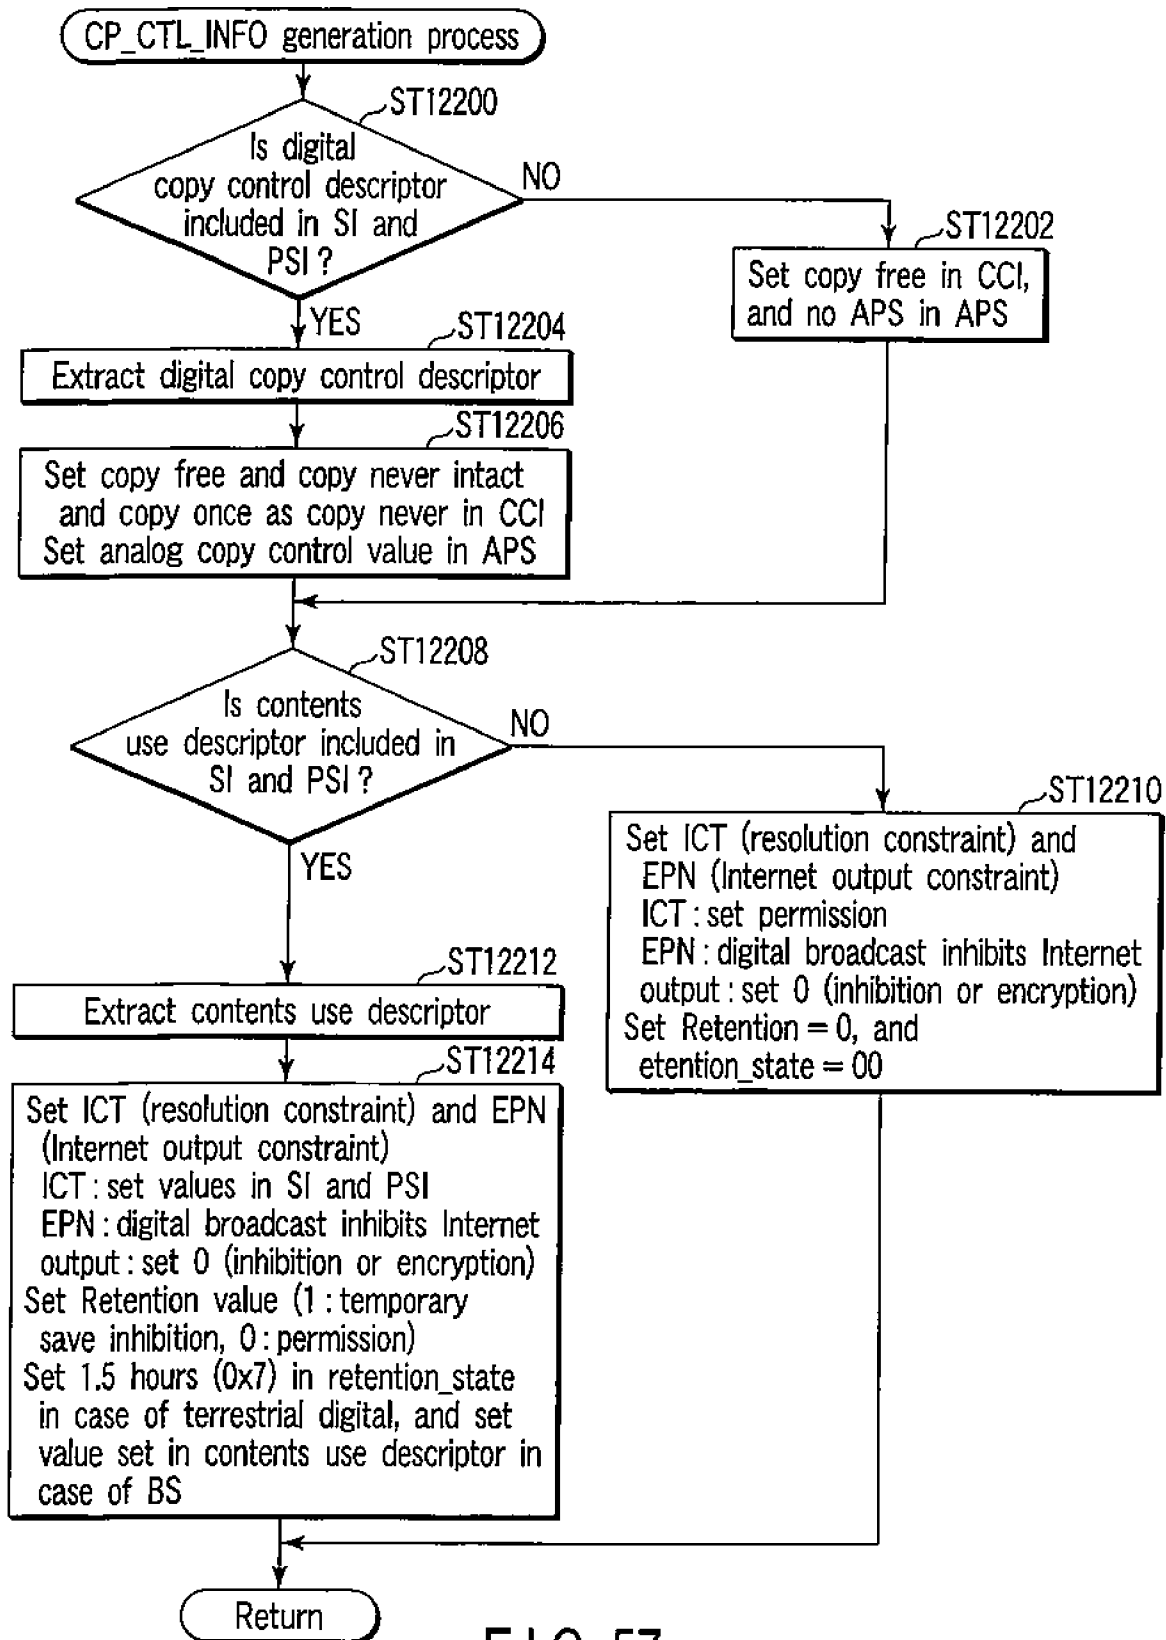 CP_CTL_INFO generation process
ST12200
Is digital
copy control descriptor
included in SI and
PSI ?
NO
YES
ST12202
Set copy free in CCI,
and no APS in APS
ST12204
Extract digital copy control descriptor
ST12206
Set copy free and copy never intact
and copy once as copy never in CCI
Set analog copy control value in APS
ST12208
Is contents
use descriptor included in
SI and PSI ?
NO
YES
ST12210
Set ICT (resolution constraint) and
EPN (Internet output constraint)
ICT : set permission
EPN : digital broadcast inhibits Internet
output : set 0 (inhibition or encryption)
Set Retention = 0, and
etention_state = 00
ST12212
Extract contents use descriptor
ST12214
Set ICT (resolution constraint) and EPN
(Internet output constraint)
ICT : set values in SI and PSI
EPN : digital broadcast inhibits Internet
output : set 0 (inhibition or encryption)
Set Retention value (1 : temporary
save inhibition, 0 : permission)
Set 1.5 hours (0x7) in retention_state
in case of terrestrial digital, and set
value set in contents use descriptor in
case of BS
Return
FIG. 57